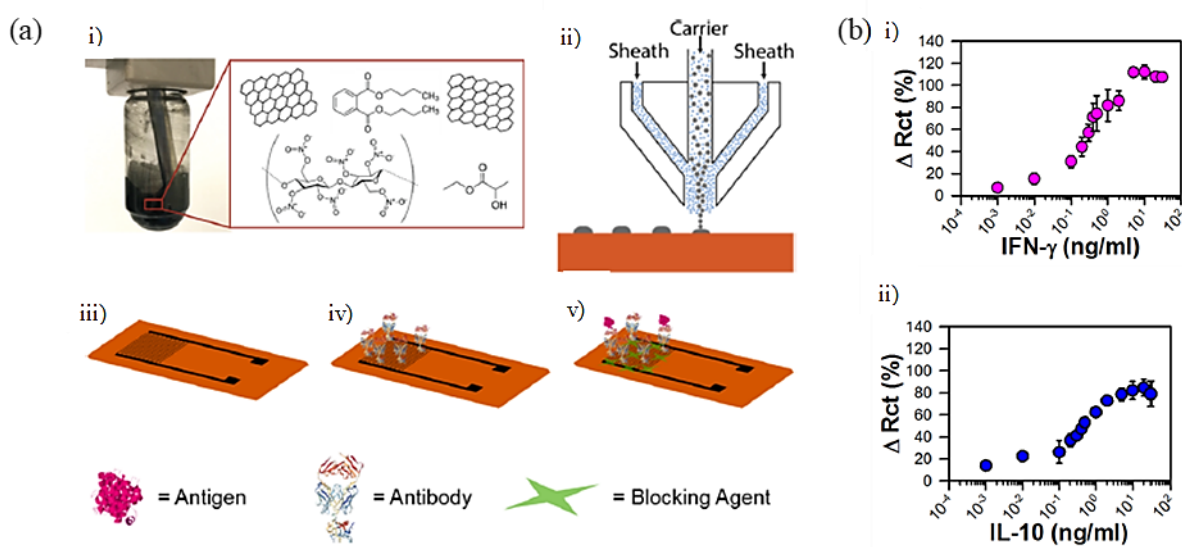 (a)
i)
CH₃
CH₃
OH
ii)
Carrier
Sheath
Sheath
iii)
iv)
v)
= Antigen
= Antibody
= Blocking Agent
(b)
i)
Δ Rct (%)
140
120
100
80
60
40
20
0
10⁻⁴
10⁻³
10⁻²
10⁻¹
10⁰
10¹
10²
IFN-γ (ng/ml)
ii)
Δ Rct (%)
140
120
100
80
60
40
20
0
10⁻⁴
10⁻³
10⁻²
10⁻¹
10⁰
10¹
10²
IL-10 (ng/ml)